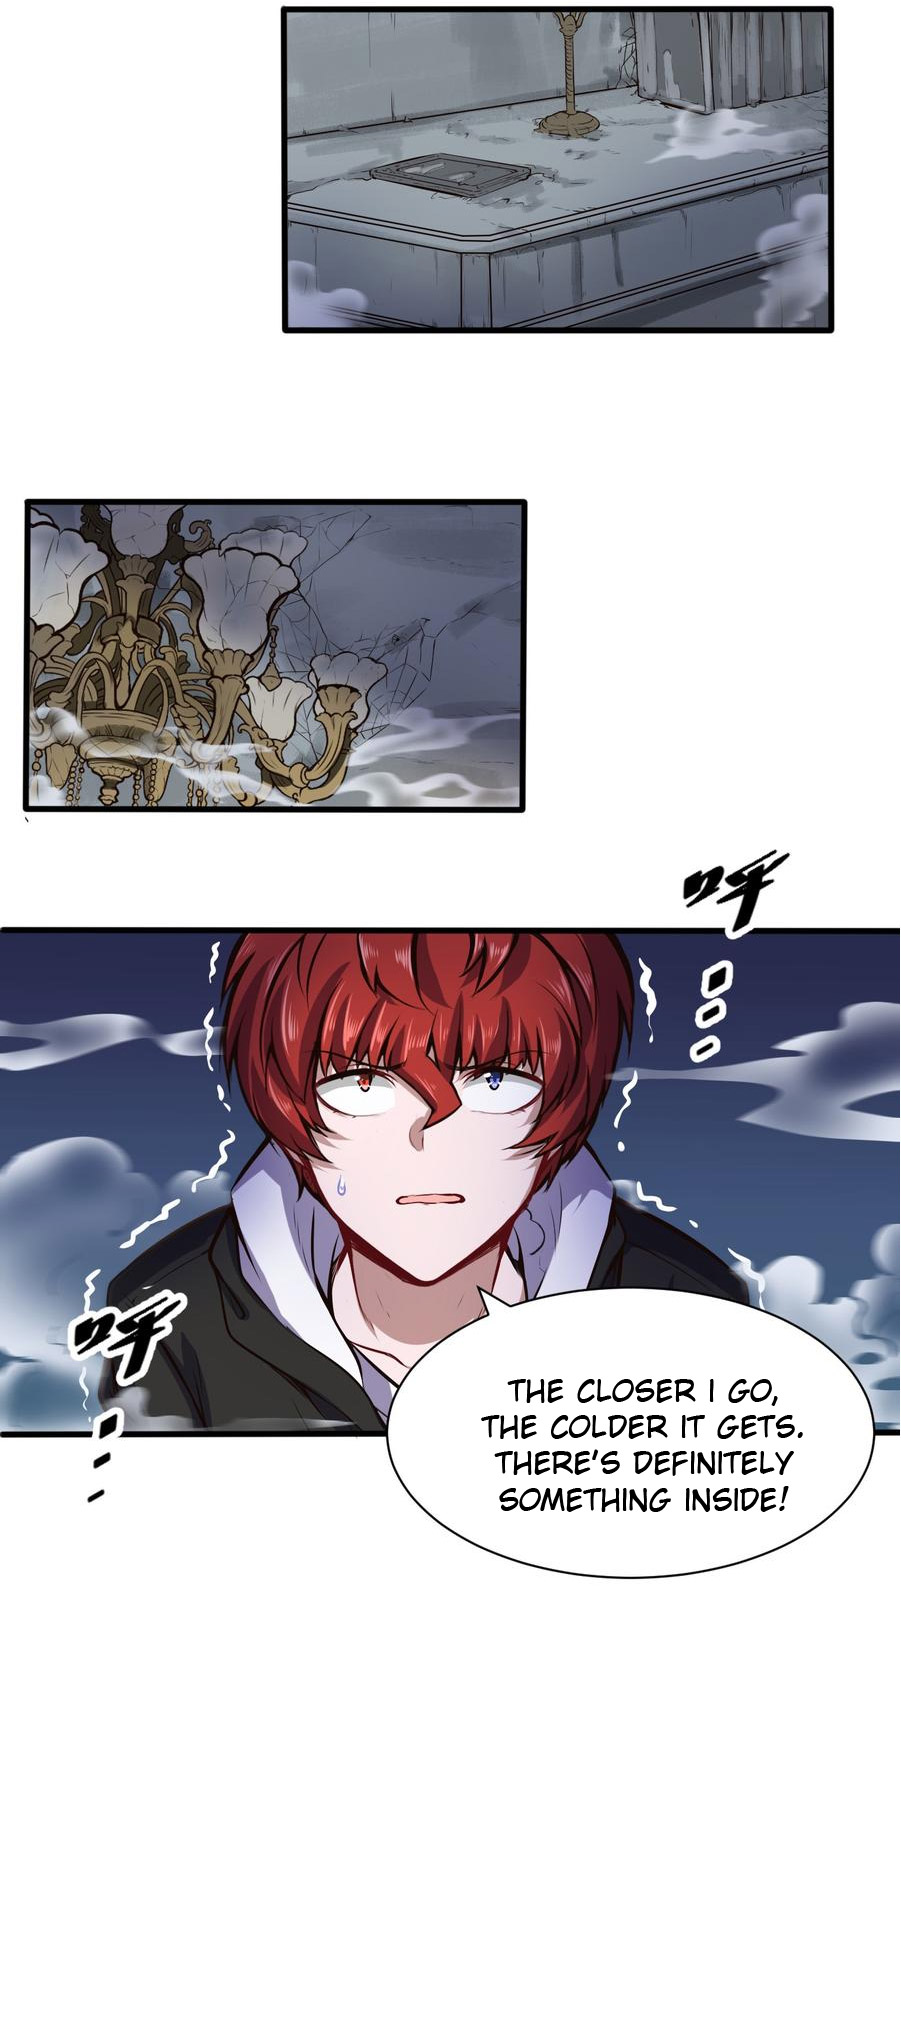 呼...
呼...
THE CLOSER I GO,
THE COLDER IT GETS.
THERE'S DEFINITELY
SOMETHING INSIDE!